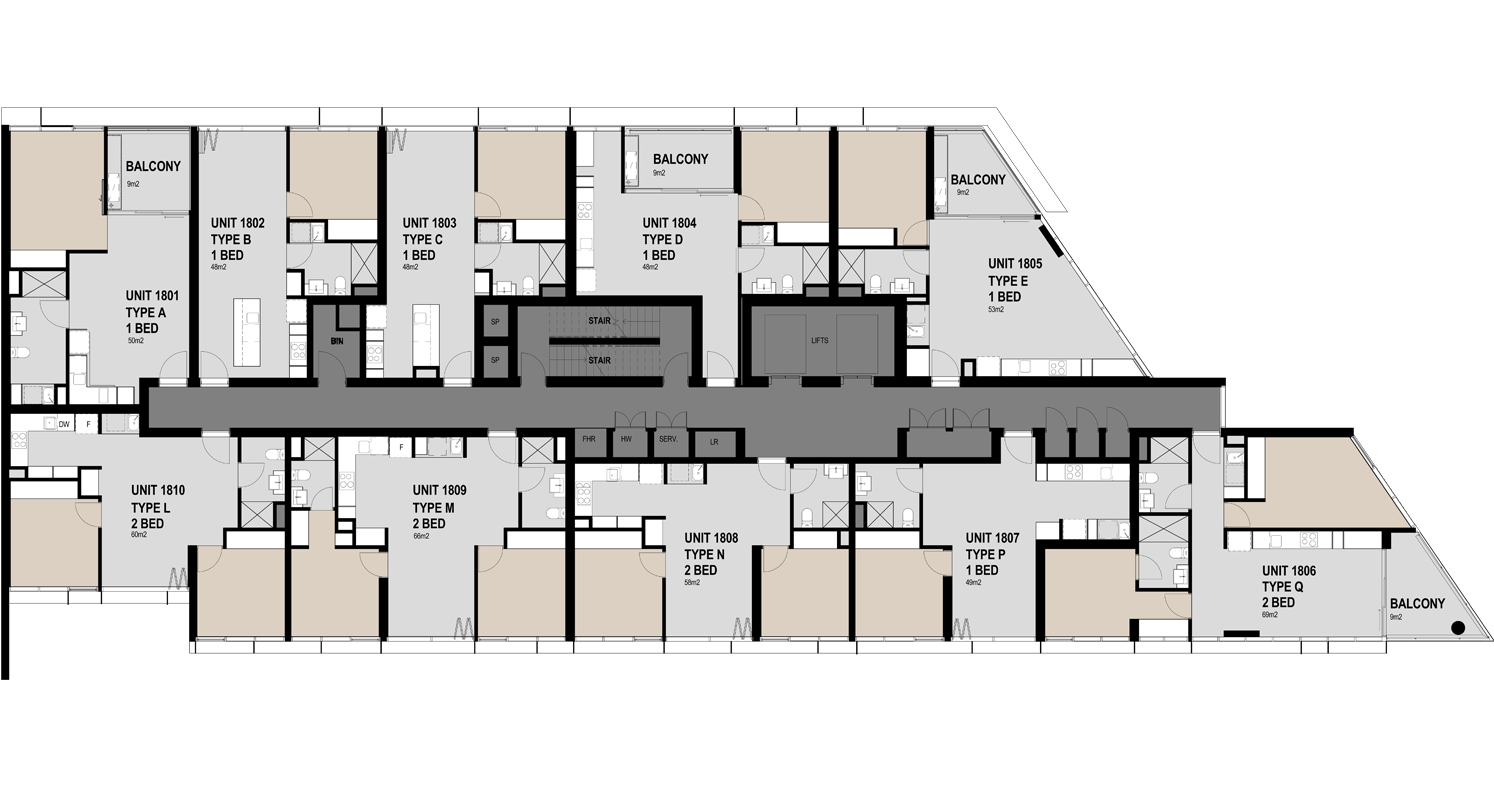 BALCONY
9m2
BALCONY
9m2
BALCONY
9m2
UNIT 1801
TYPE A
1 BED
50m2
UNIT 1802
TYPE B
1 BED
48m2
UNIT 1803
TYPE C
1 BED
48m2
UNIT 1804
TYPE D
1 BED
48m2
UNIT 1805
TYPE E
1 BED
53m2
BIN
SP
SP
STAIR
STAIR
LIFTS
DW
F
F
FHR
HW
SERV.
LR
UNIT 1810
TYPE L
2 BED
60m2
UNIT 1809
TYPE M
2 BED
66m2
UNIT 1808
TYPE N
2 BED
58m2
UNIT 1807
TYPE P
1 BED
49m2
UNIT 1806
TYPE Q
2 BED
69m2
BALCONY
9m2